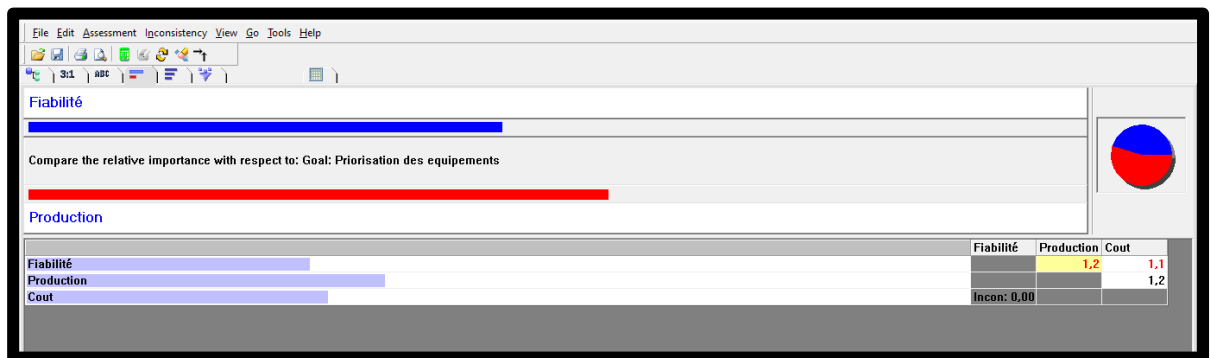 File Edit Assessment Inconsistency View Go Tools Help
3:1 ABC
Fiabilité
Compare the relative importance with respect to: Goal: Priorisation des equipements
Production
Fiabilité Production Cout
Fiabilité 1,2 1,1
Production 1,2
Cout Incon: 0,00